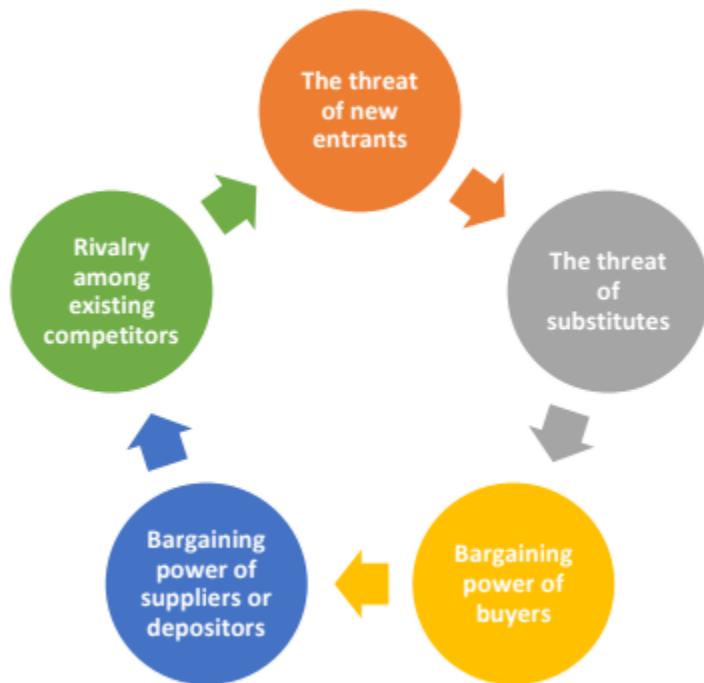 The threat
of new
entrants
The threat
of
substitutes
Bargaining
power of
buyers
Bargaining
power of
suppliers or
depositors
Rivalry
among
existing
competitors